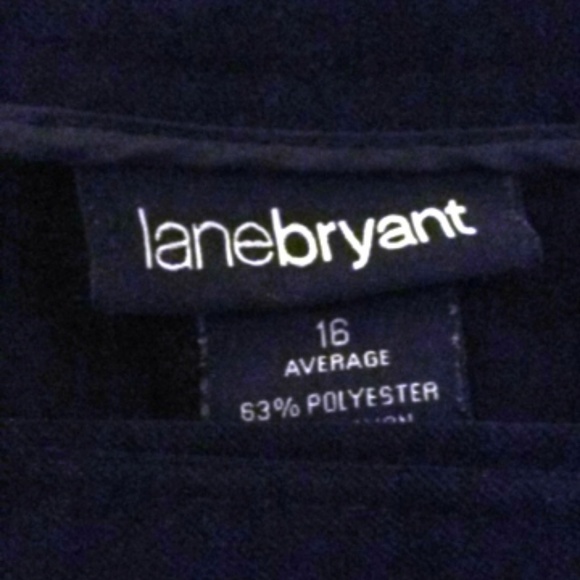 lanebryant
16
AVERAGE
63% POLYESTER